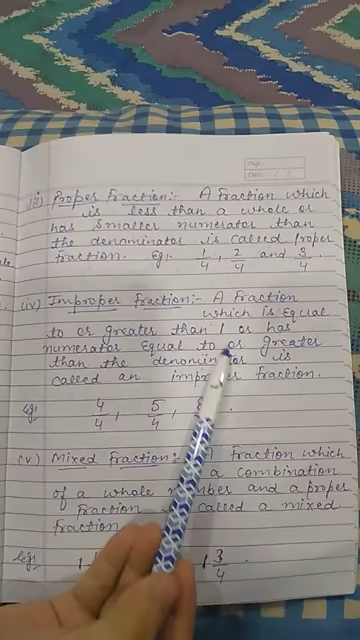 Page:
Date: / /
iii) Proper Fraction:- A Fraction which
is less than a whole or
has smaller numerator than
the denominator is called Proper
fraction. Eg. 1/4, 2/4 and 3/4
iv) Improper Fraction:- A Fraction
which is Equal
to or greater than 1 or has
numerator Equal to or greater
than the denominator is
called an improper fraction.
Eg: 4/4, 5/4,
(v) Mixed Fraction:- A fraction which
a combination
of a whole number and a proper
Fraction called a mixed
fraction
Eg: 1 3/4.